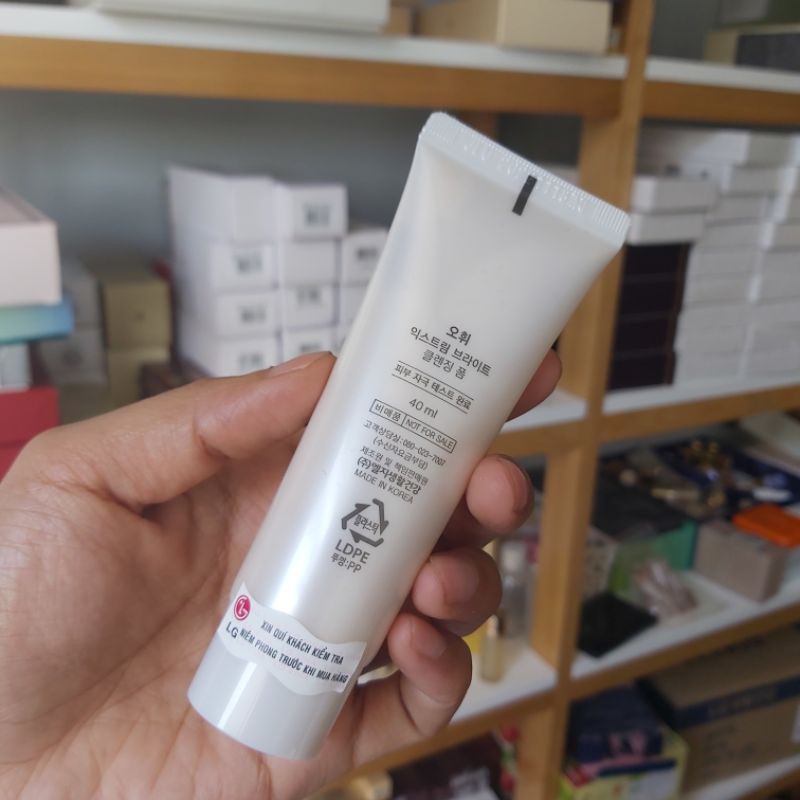 오휘
익스트림 브라이트
클렌징 폼
피부 자극 테스트 완료
40 ml
비매품 NOT FOR SALE
고객상담실:080-023-7007
(수신자요금부담)
제조원 및 책임판매원
(주)엘지생활건강
MADE IN KOREA
플라스틱
LDPE
뚜껑:PP
LG
XIN QUÍ KHÁCH KIỂM TRA
NIÊM PHONG TRƯỚC KHI MUA HÀNG